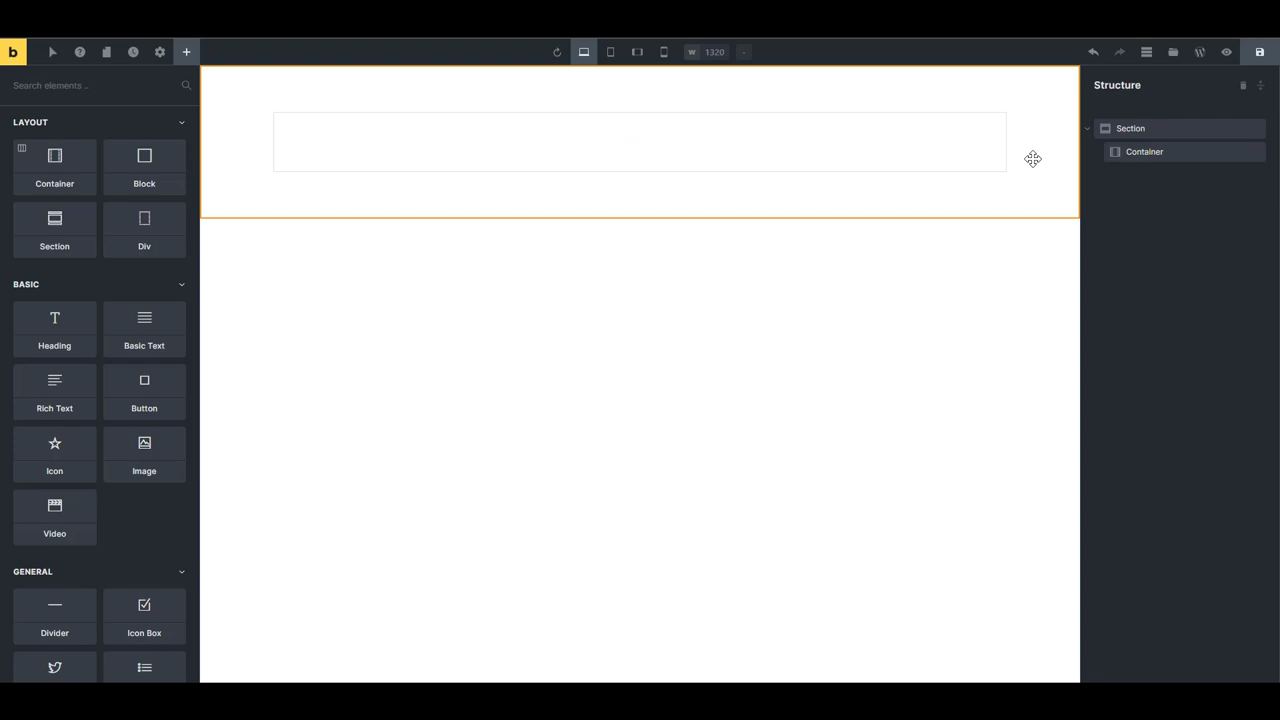 b
W 1320 -
Search elements ..
Structure
LAYOUT
Section
Container
Container
Block
Section
Div
BASIC
Heading
Basic Text
Rich Text
Button
Icon
Image
Video
GENERAL
Divider
Icon Box